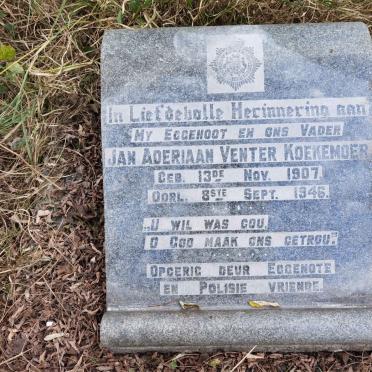 In Liefdevolle Herinnering aan
My Eggenoot en ons Vader
Jan Adriaan Venter Koekemoer
Geb. 13de Nov. 1907.
Oorl. 8ste Sept. 1946.
„U wil was gou,
O God maak ons getrou."
Opgerig deur Eggenote
en Polisie vriende.